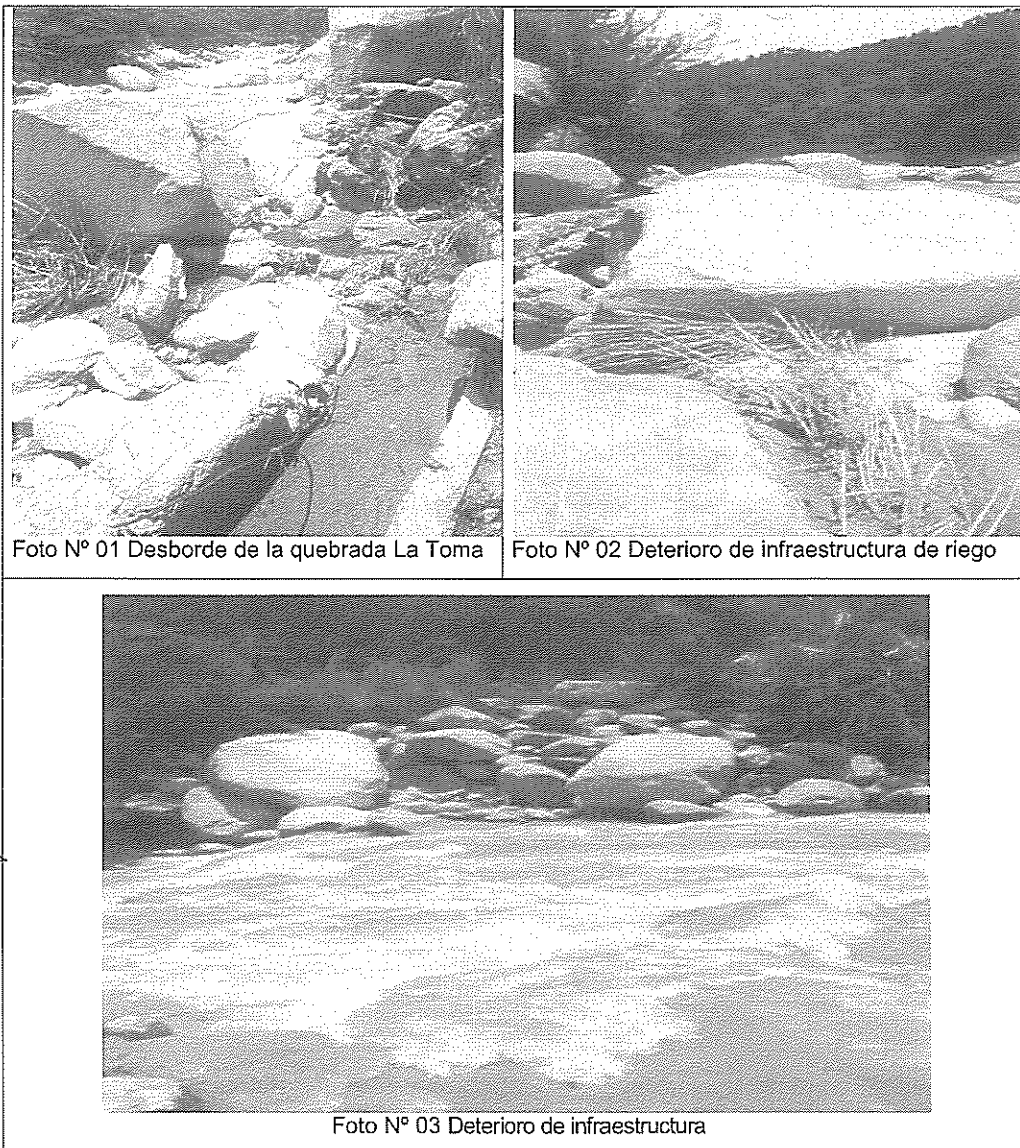 Foto Nº 01 Desborde de la quebrada La Toma
Foto Nº 02 Deterioro de infraestructura de riego
Foto Nº 03 Deterioro de infraestructura